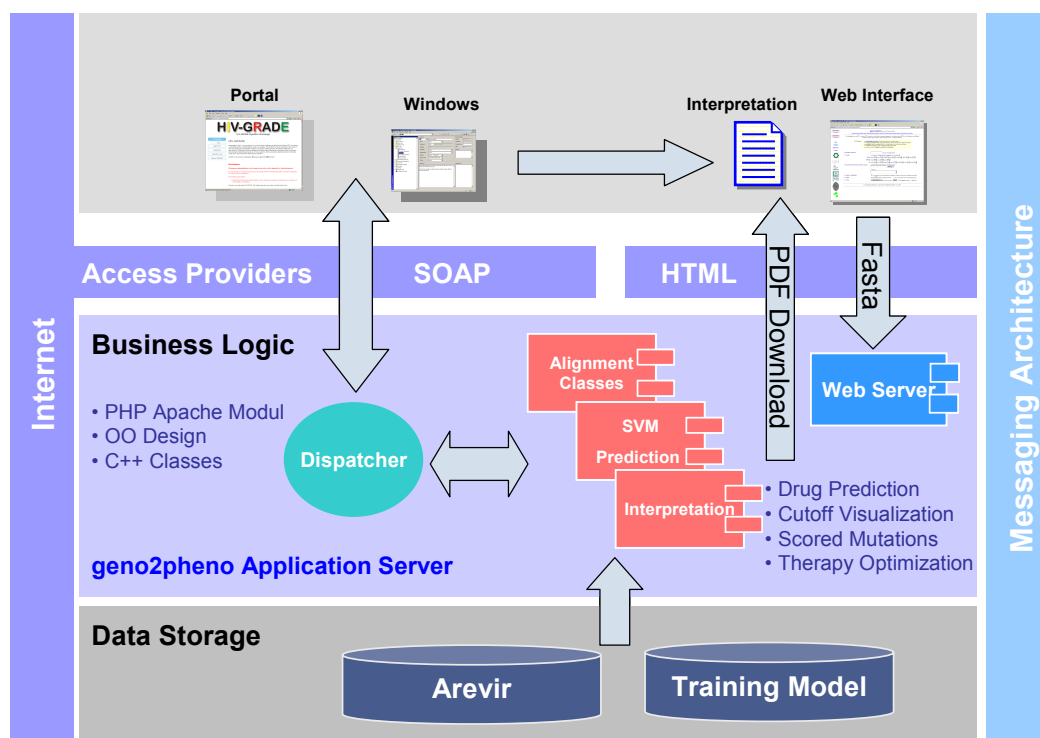 Internet
Messaging Architecture
Portal
Windows
Interpretation
Web Interface
HIV-GRADE
Access Providers
SOAP
HTML
PDF Download
Fasta
Business Logic
• PHP Apache Modul
• OO Design
• C++ Classes
Dispatcher
Alignment
Classes
SVM
Prediction
Interpretation
Web Server
• Drug Prediction
• Cutoff Visualization
• Scored Mutations
• Therapy Optimization
geno2pheno Application Server
Data Storage
Arevir
Training Model